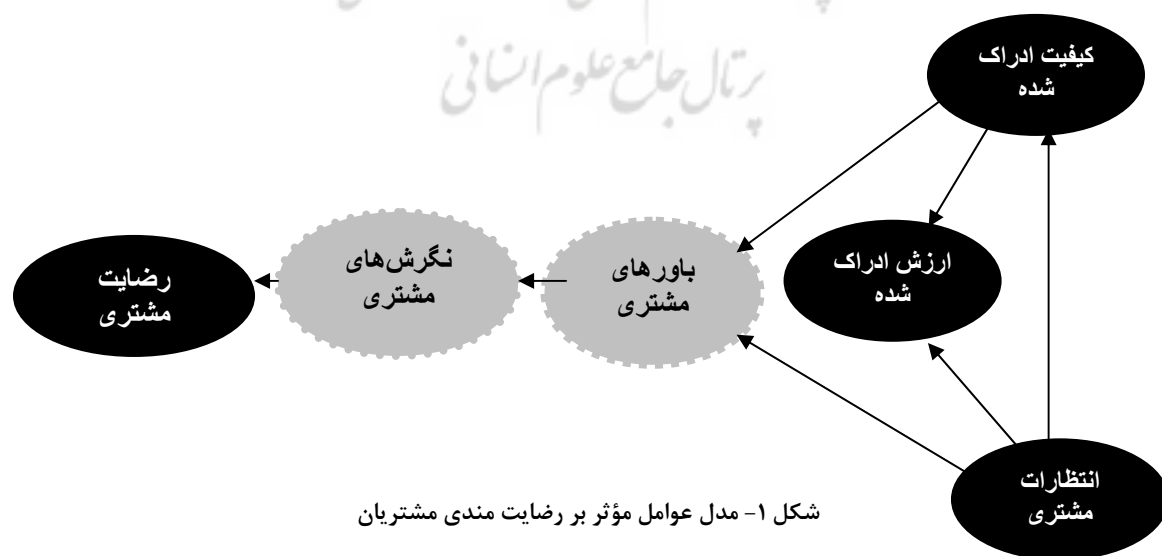 پرتال جامع علوم انسانی
کیفیت ادراک
شده
ارزش ادراک
شده
باورهای
مشتری
نگرش‌های
مشتری
رضایت
مشتری
انتظارات
مشتری
شکل ۱- مدل عوامل مؤثر بر رضایت مندی مشتریان